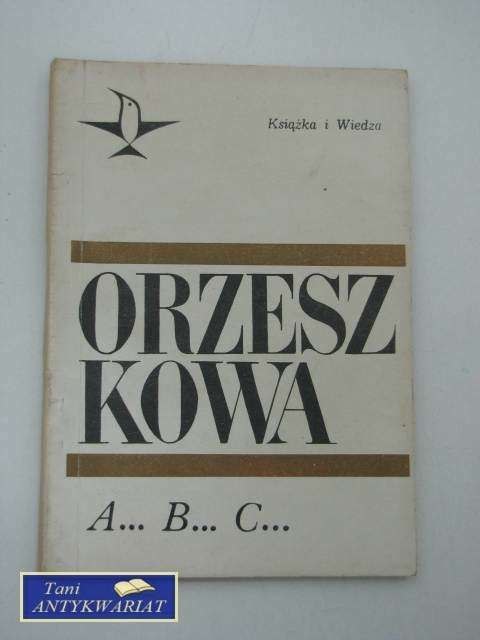 Książka i Wiedza
ORZESZ
KOWA
A... B... C...
Tani
ANTYKWARIAT